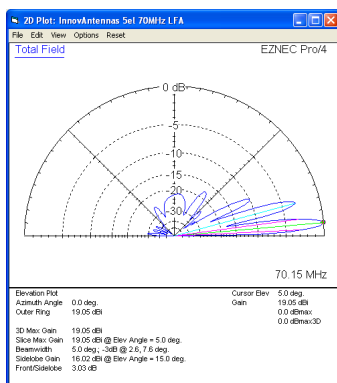 2D Plot: InnovAntennas 5el 70MHz LFA
File Edit View Options Reset
Total Field
EZNEC Pro/4
0 dB
-5
-10
-15
-20
-30
70.15 MHz
Elevation Plot
Cursor Elev 5.0 deg.
Azimuth Angle 0.0 deg.
Gain 19.05 dBi
Outer Ring 19.05 dBi
0.0 dBmax
0.0 dBmax3D
3D Max Gain 19.05 dBi
Slice Max Gain 19.05 dBi @ Elev Angle = 5.0 deg.
Beamwidth 5.0 deg.; -3dB @ 2.6, 7.6 deg.
Sidelobe Gain 16.02 dBi @ Elev Angle = 15.0 deg.
Front/Sidelobe 3.03 dB